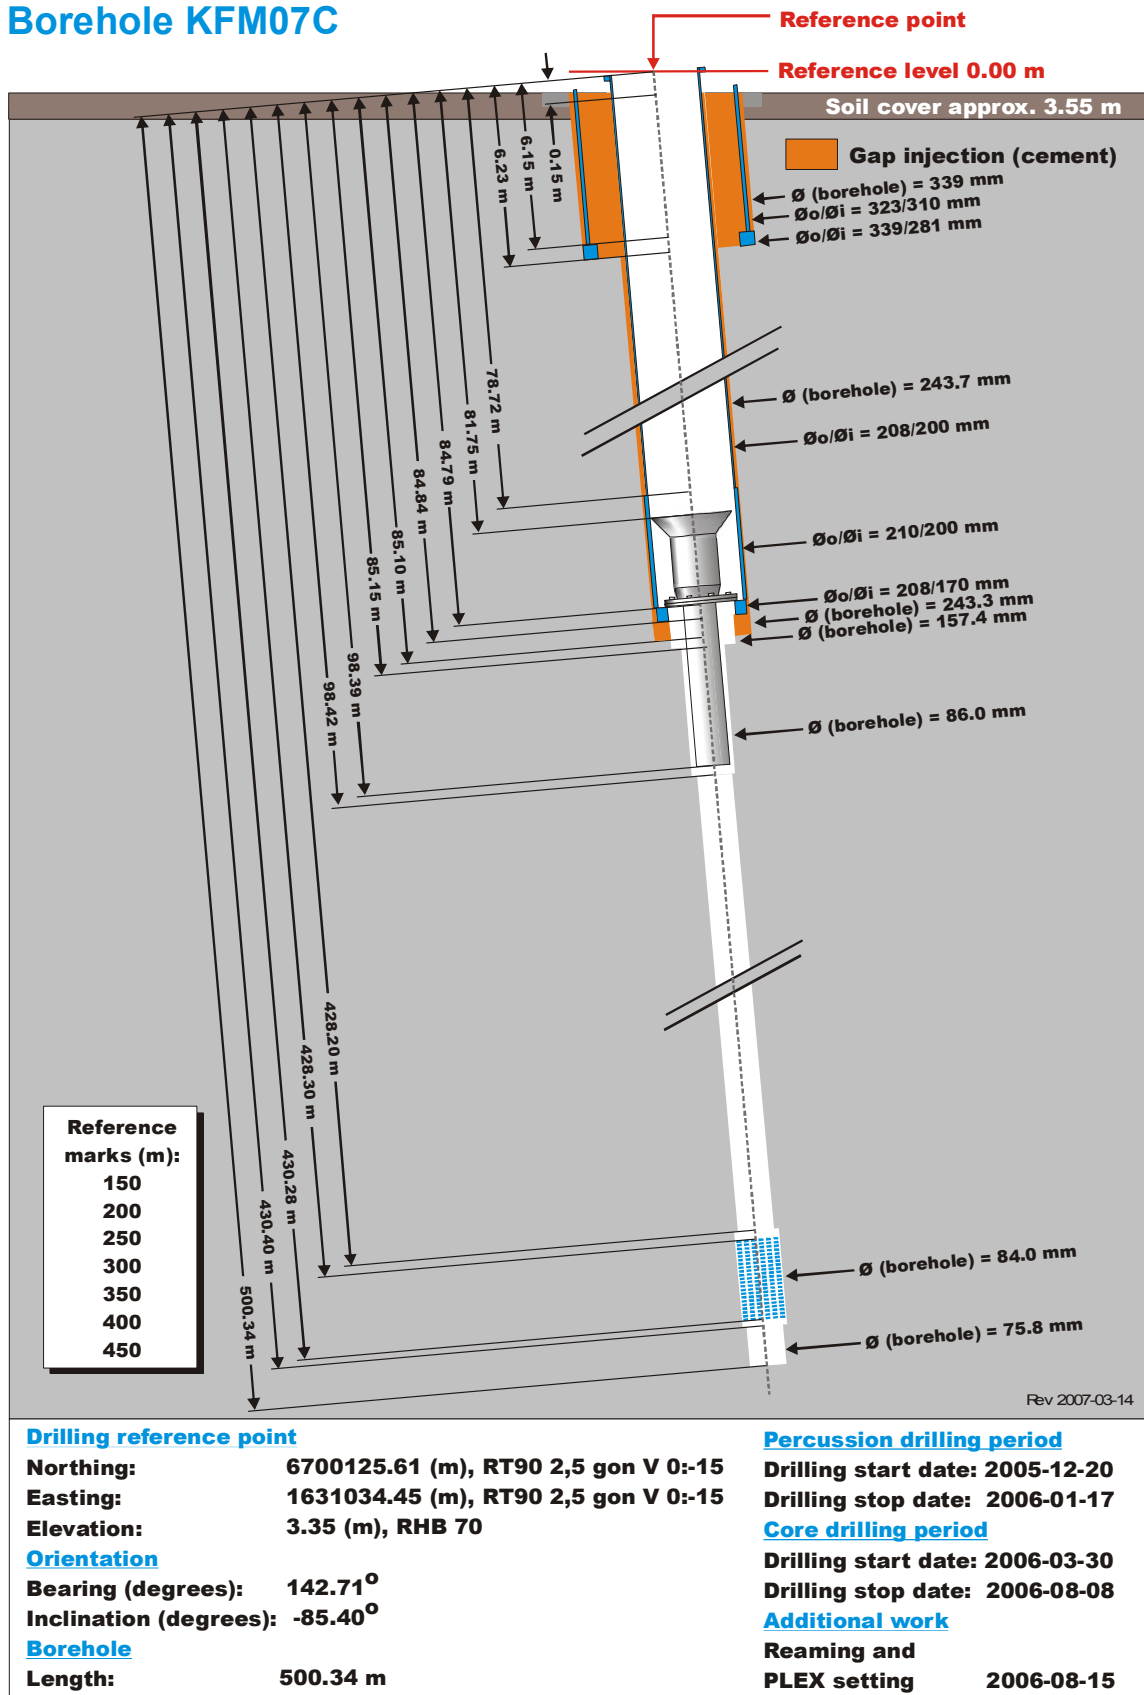 Borehole KFM07C
Reference point
Reference level 0.00 m
Soil cover approx. 3.55 m
Gap injection (cement)
Ø (borehole) = 339 mm
Øo/Øi = 323/310 mm
Øo/Øi = 339/281 mm
0.15 m
6.15 m
6.23 m
78.72 m
81.75 m
84.79 m
84.84 m
85.10 m
85.15 m
98.39 m
98.42 m
428.20 m
428.30 m
430.28 m
430.40 m
500.34 m
Ø (borehole) = 243.7 mm
Øo/Øi = 208/200 mm
Øo/Øi = 210/200 mm
Øo/Øi = 208/170 mm
Ø (borehole) = 243.3 mm
Ø (borehole) = 157.4 mm
Ø (borehole) = 86.0 mm
Ø (borehole) = 84.0 mm
Ø (borehole) = 75.8 mm
Reference
marks (m):
150
200
250
300
350
400
450
Rev 2007-03-14
Drilling reference point
Northing: 6700125.61 (m), RT90 2,5 gon V 0:-15
Easting: 1631034.45 (m), RT90 2,5 gon V 0:-15
Elevation: 3.35 (m), RHB 70
Orientation
Bearing (degrees): 142.71°
Inclination (degrees): -85.40°
Borehole
Length: 500.34 m
Percussion drilling period
Drilling start date: 2005-12-20
Drilling stop date: 2006-01-17
Core drilling period
Drilling start date: 2006-03-30
Drilling stop date: 2006-08-08
Additional work
Reaming and
PLEX setting 2006-08-15